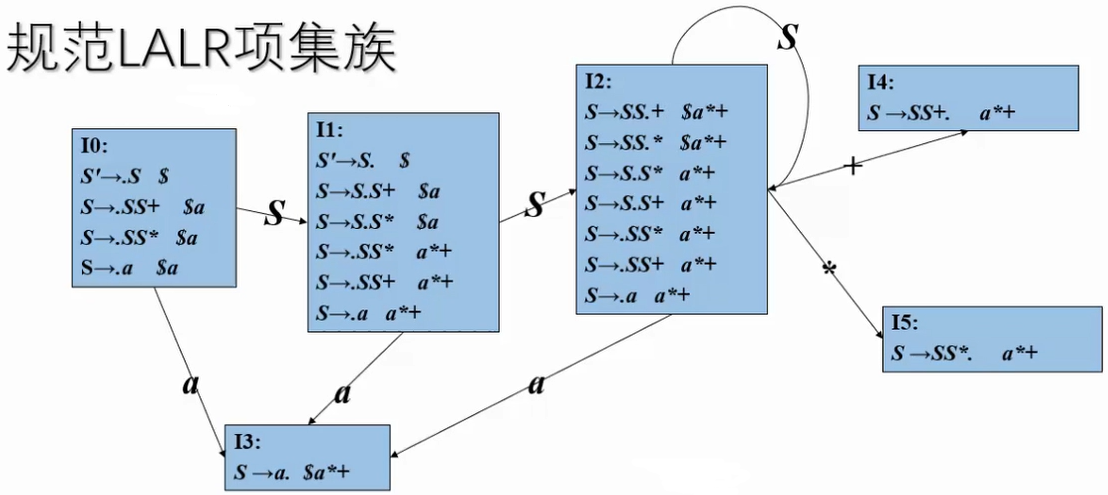 规范LALR项集族
I0:
S'→.S $
S→.SS+ $a
S→.SS* $a
S→.a $a
I1:
S'→S. $
S→S.S+ $a
S→S.S* $a
S→.SS* a*+
S→.SS+ a*+
S→.a a*+
I2:
S→SS.+ $a*+
S→SS.* $a*+
S→S.S* a*+
S→S.S+ a*+
S→.SS* a*+
S→.SS+ a*+
S→.a a*+
I4:
S→SS+. a*+
I5:
S→SS*. a*+
I3:
S→a. $a*+
S
S
S
+
*
a
a
a